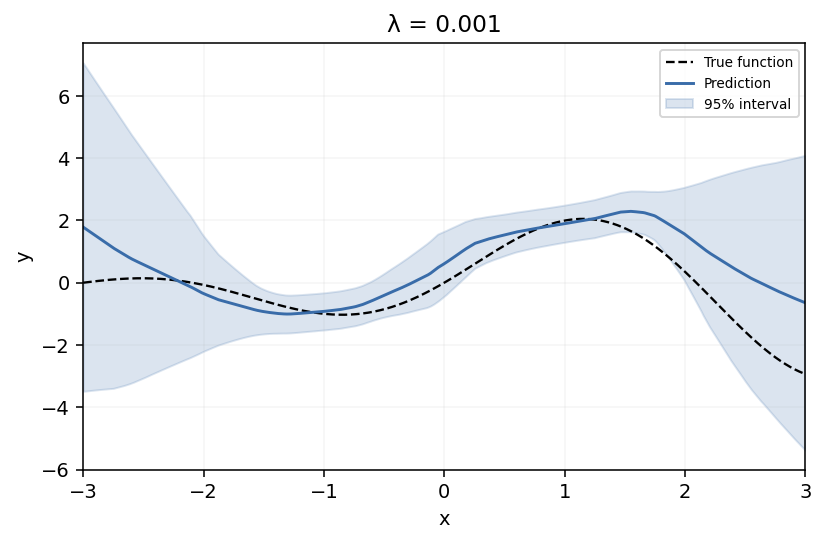 λ = 0.001
True function
Prediction
95% interval
y
6
4
2
0
−2
−4
−6
−3
−2
−1
0
1
2
3
x